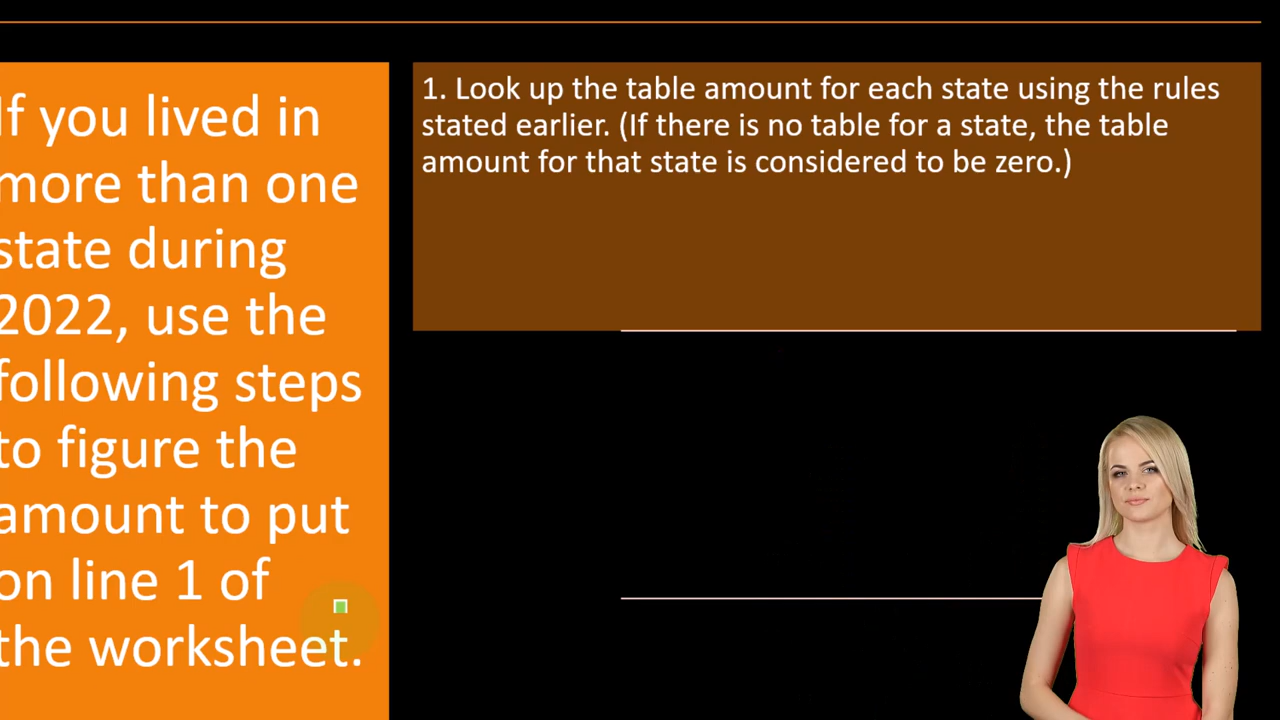 If you lived in
more than one
state during
2022, use the
following steps
to figure the
amount to put
on line 1 of
the worksheet.
1. Look up the table amount for each state using the rules
stated earlier. (If there is no table for a state, the table
amount for that state is considered to be zero.)